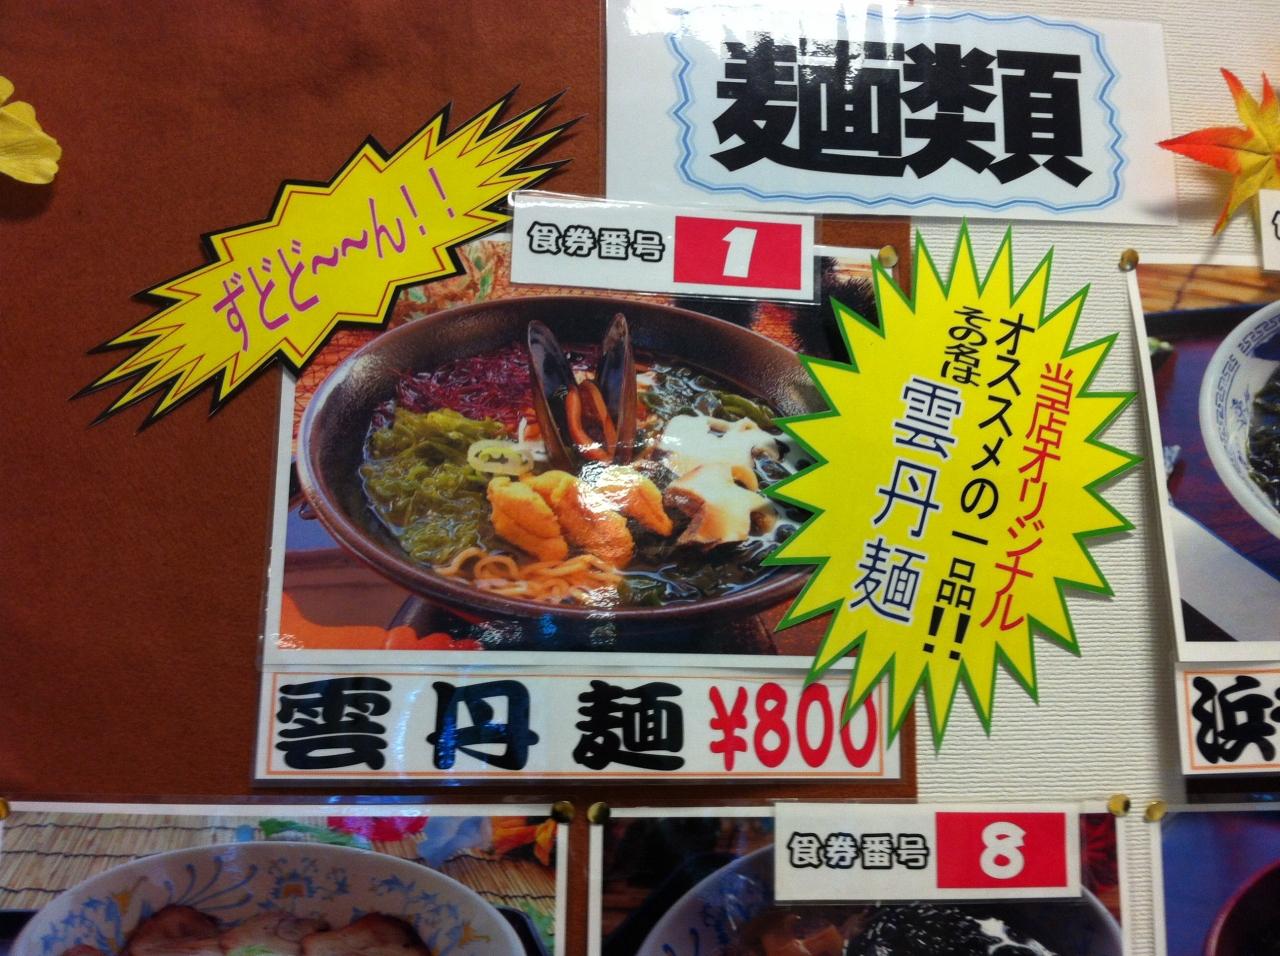 麺類
ずどど〜〜ん!!
食券番号 1
当店オリジナル
オススメの一品!!
その名は雲丹麺
雲丹麺 ¥800
浜
食券番号 8